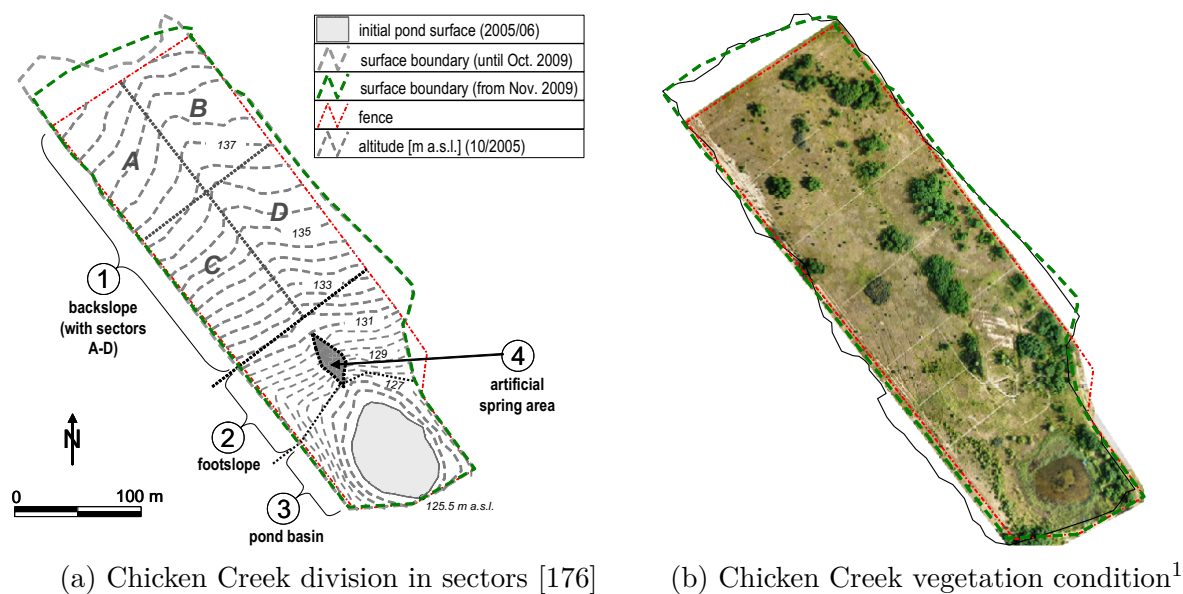 initial pond surface (2005/06)
surface boundary (until Oct. 2009)
surface boundary (from Nov. 2009)
fence
altitude [m a.s.l.] (10/2005)
B
A
137
D
135
C
133
131
129
127
1
backslope
(with sectors
A-D)
4
artificial
spring area
N
2
footslope
0 100 m
3
pond basin
125.5 m a.s.l.
(a) Chicken Creek division in sectors [176]
(b) Chicken Creek vegetation condition¹